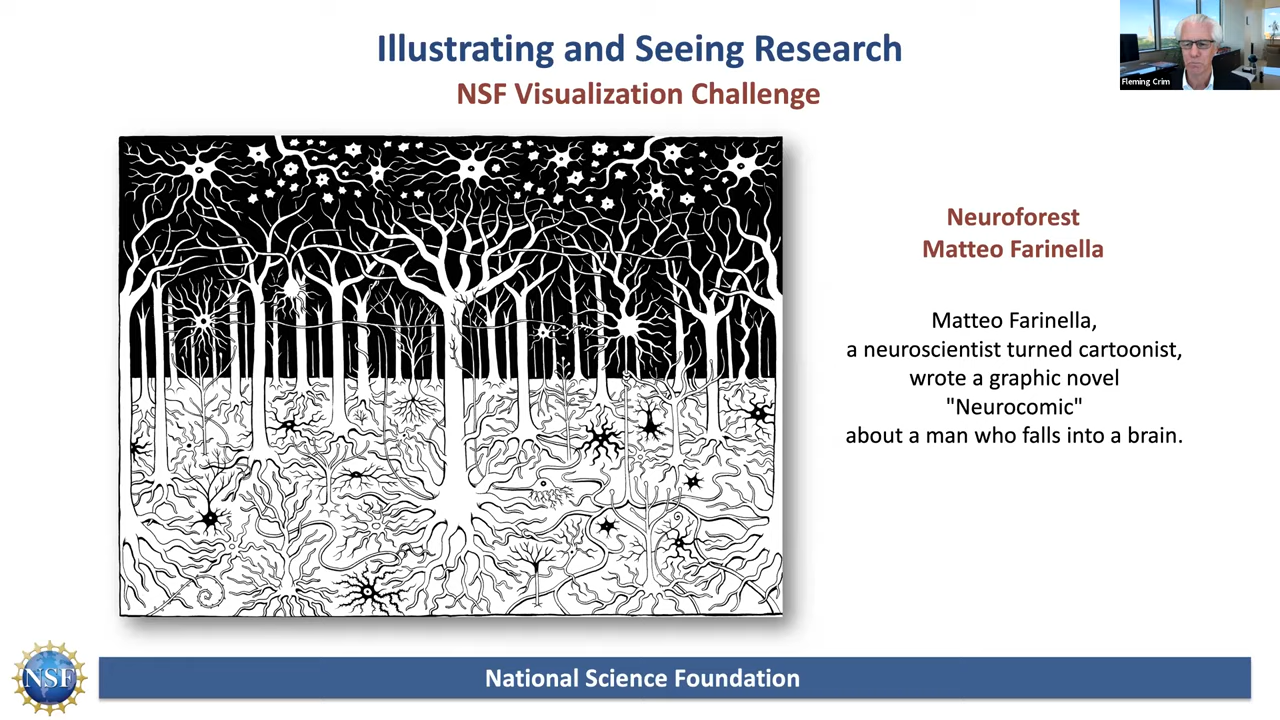 Illustrating and Seeing Research
NSF Visualization Challenge
Fleming Crim
Neuroforest
Matteo Farinella
Matteo Farinella,
a neuroscientist turned cartoonist,
wrote a graphic novel
"Neurocomic"
about a man who falls into a brain.
NSF
National Science Foundation